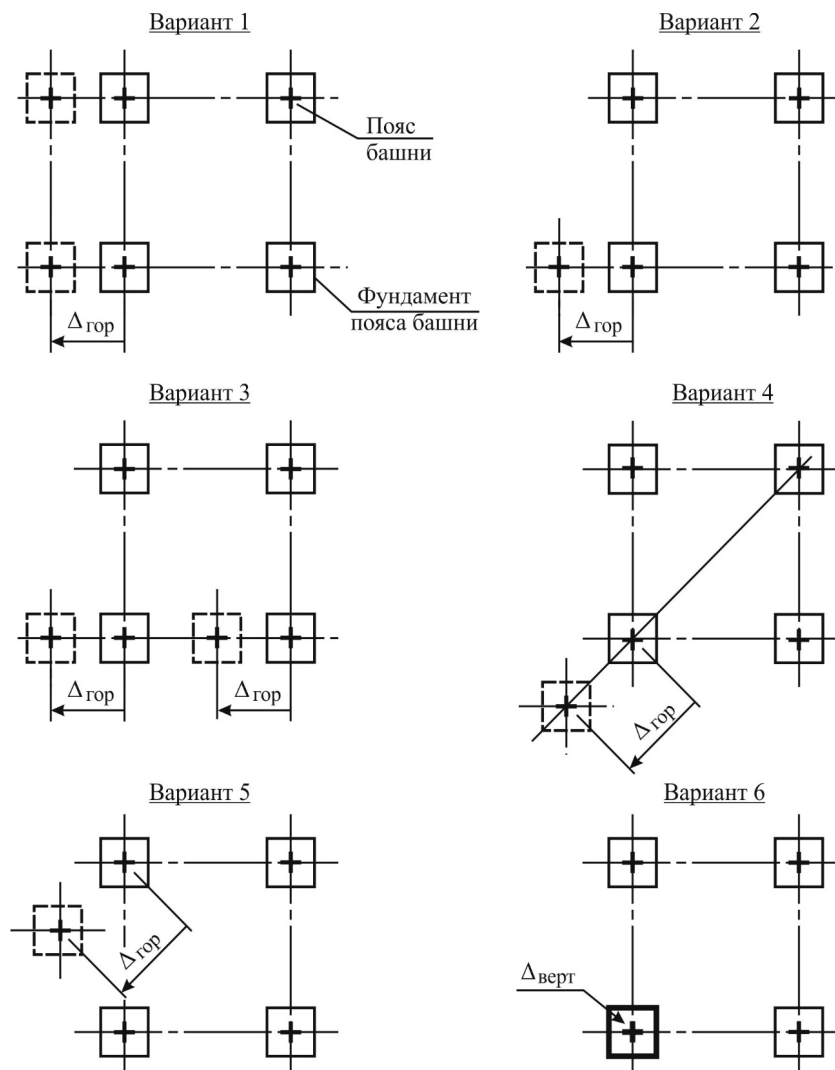 Вариант 1
Вариант 2
Пояс
башни
Фундамент
пояса башни
Δгор
Δгор
Вариант 3
Вариант 4
Δгор
Δгор
Δгор
Вариант 5
Вариант 6
Δгор
Δверт